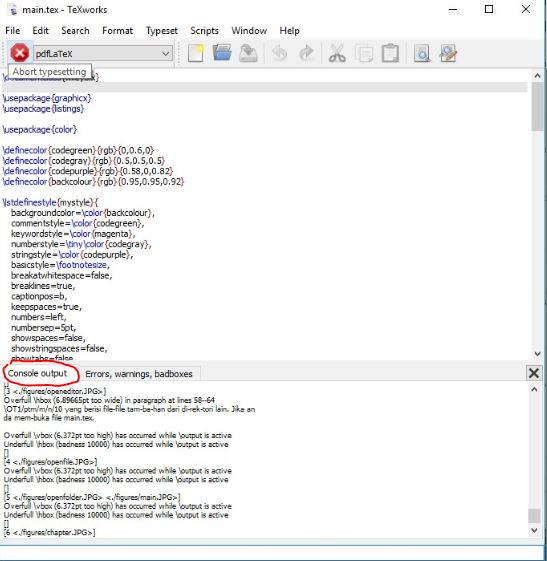 main.tex - TeXworks
File Edit Search Format Typeset Scripts Window Help
pdfLaTeX
Abort typesetting
\usepackage{graphicx}
\usepackage{listings}
\usepackage{color}
\definecolor{codegreen}{rgb}{0,0.6,0}
\definecolor{codegray}{rgb}{0.5,0.5,0.5}
\definecolor{codepurple}{rgb}{0.58,0,0.82}
\definecolor{backcolour}{rgb}{0.95,0.95,0.92}
\lstdefinestyle{mystyle}{
backgroundcolor=\color{backcolour},
commentstyle=\color{codegreen},
keywordstyle=\color{magenta},
numberstyle=\tiny\color{codegray},
stringstyle=\color{codepurple},
basicstyle=\footnotesize,
breakatwhitespace=false,
breaklines=true,
captionpos=b,
keepspaces=true,
numbers=left,
numbersep=5pt,
showspaces=false,
showstringspaces=false,
showtabs=false,
Console output Errors, warnings, badboxes
[]
[3 <./figures/openeditor.JPG>]
Overfull \hbox (6.89665pt too wide) in paragraph at lines 58--64
\OT1/ptm/m/n/10 yang berisi file-file tam-ba-han dari di-rek-tori lain. Jika an
da mem-buka file main.tex.
Overfull \vbox (6.372pt too high) has occurred while \output is active
Underfull \hbox (badness 10000) has occurred while \output is active
[]
[4 <./figures/openfile.JPG>]
Overfull \vbox (6.372pt too high) has occurred while \output is active
Underfull \hbox (badness 10000) has occurred while \output is active
[]
[5 <./figures/openfolder.JPG> <./figures/main.JPG>]
Overfull \vbox (6.372pt too high) has occurred while \output is active
Underfull \hbox (badness 10000) has occurred while \output is active
[]
[6 <./figures/chapter.JPG>]